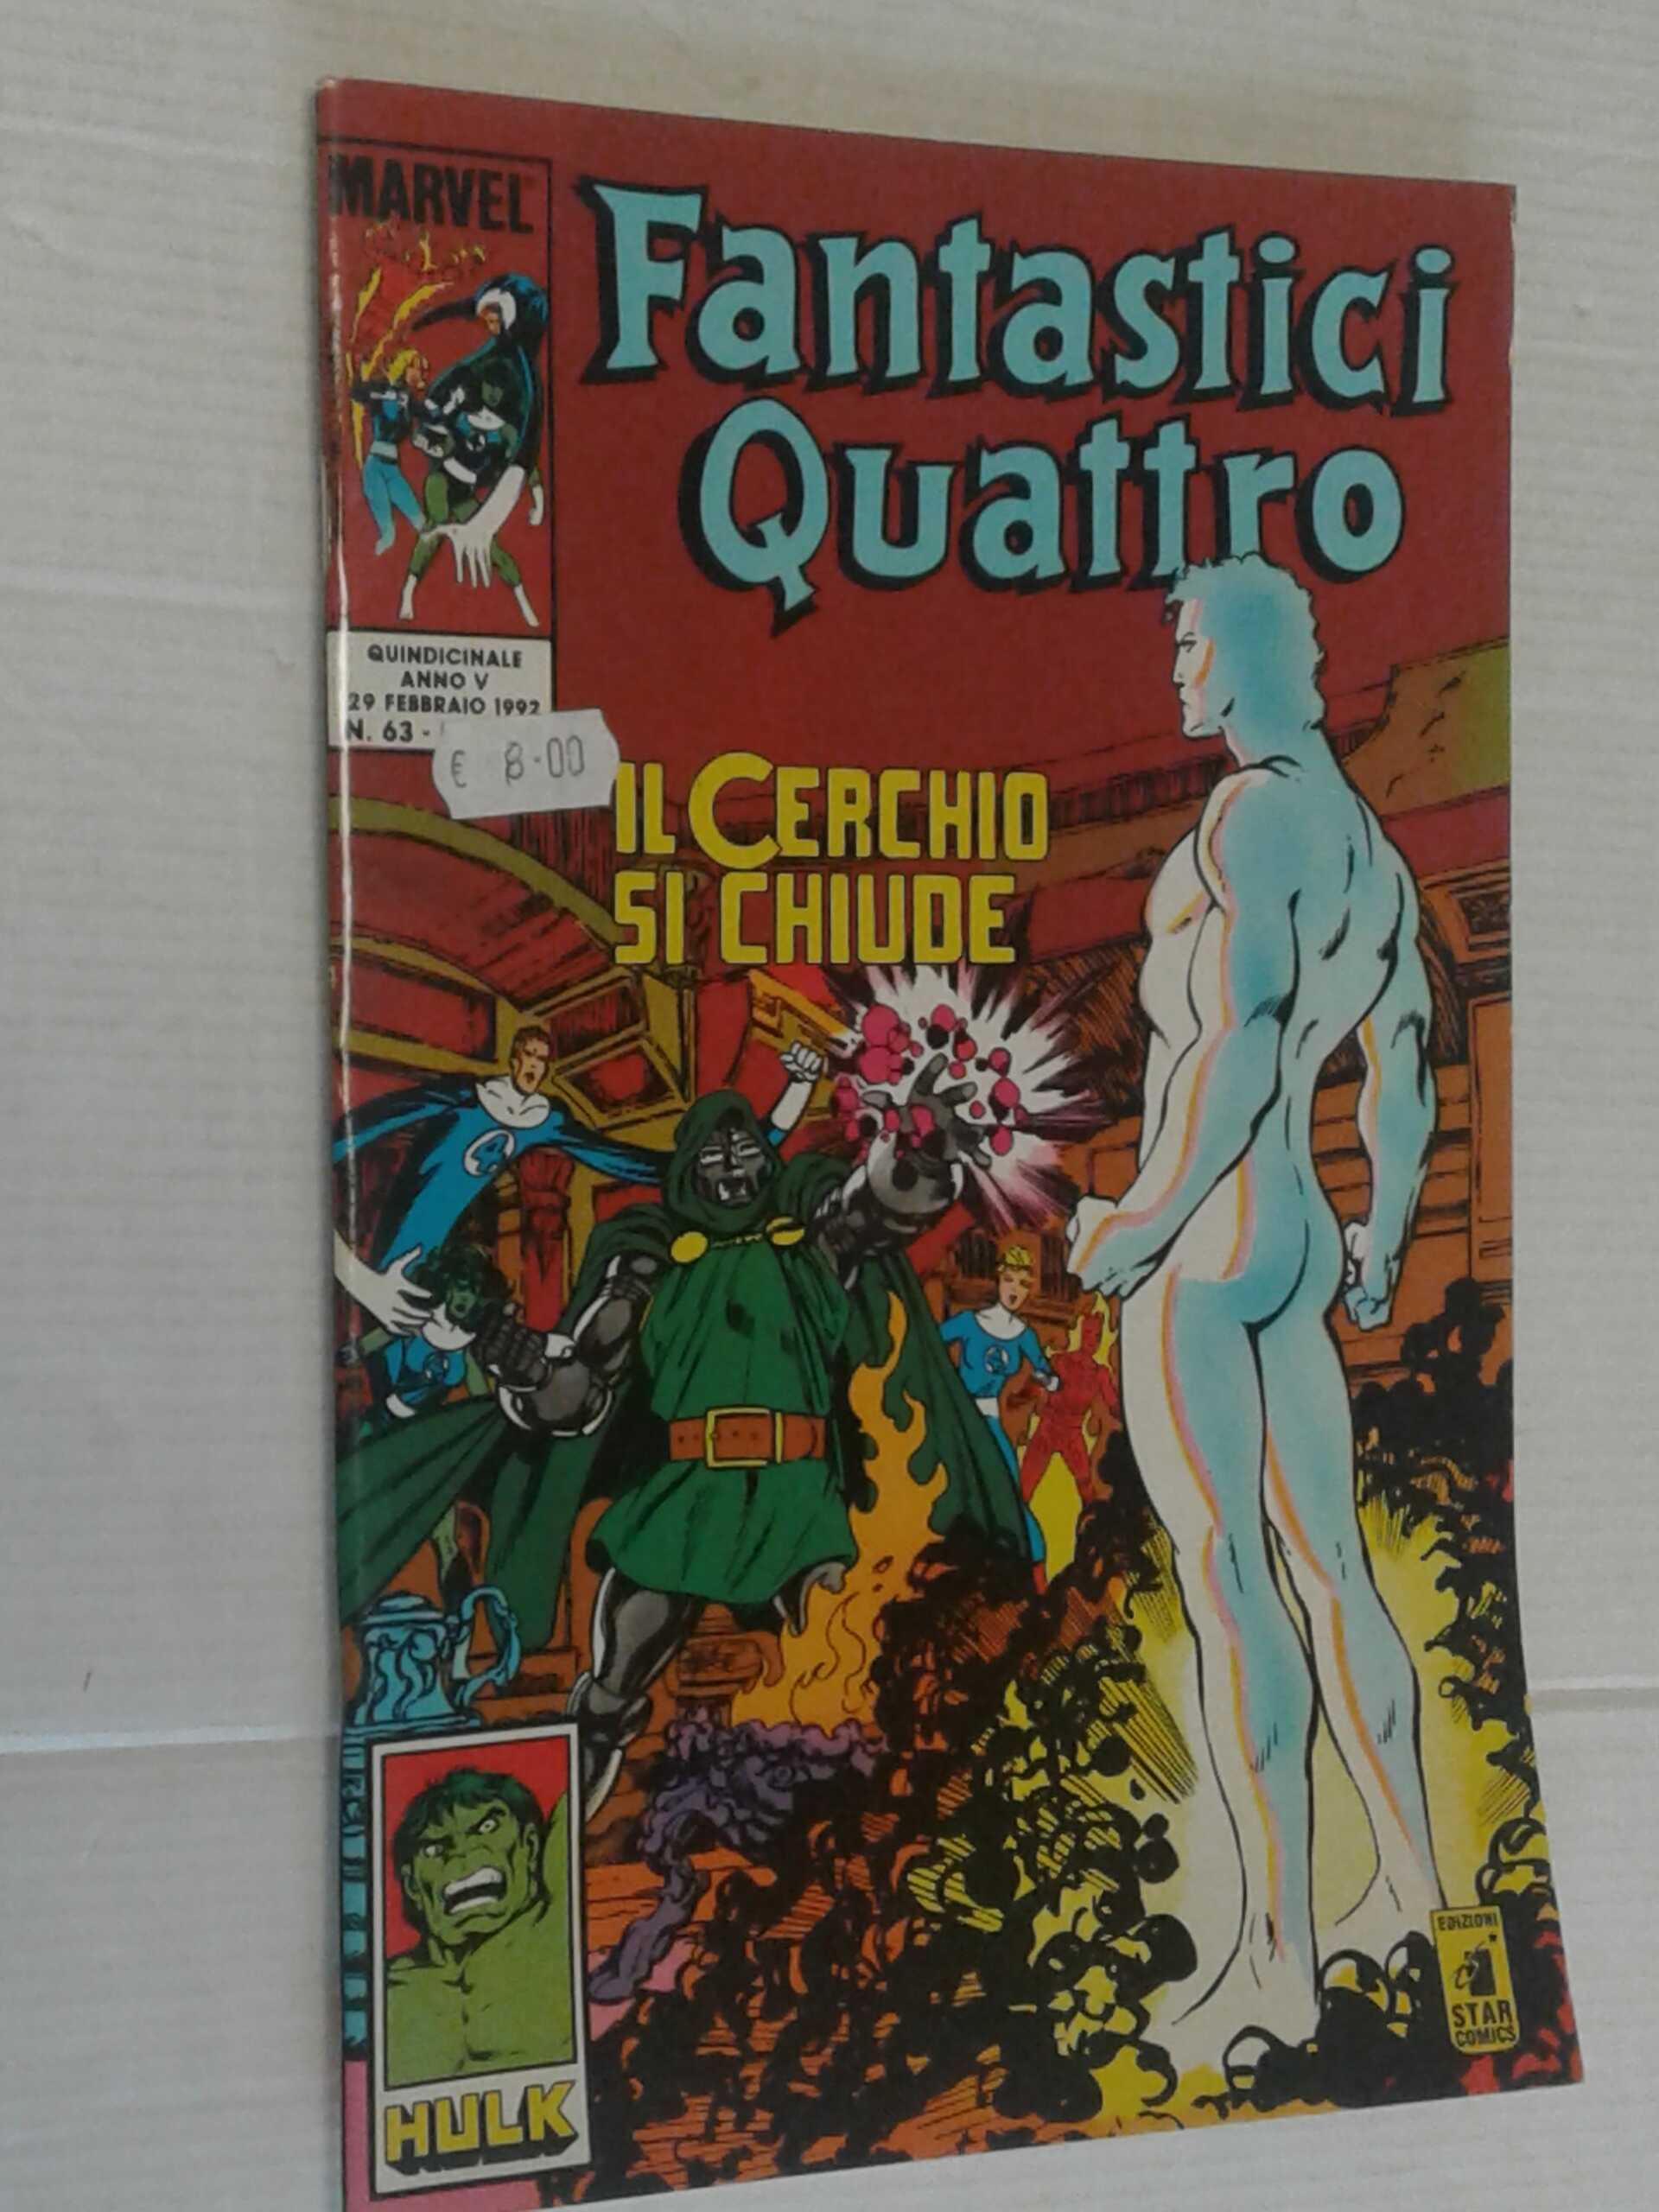 MARVEL
Fantastici
Quattro
QUINDICINALE
ANNO V
29 FEBBRAIO 1992
N. 63 -
€ 8.00
IL CERCHIO
SI CHIUDE
HULK
EDIZIONI
STAR
COMICS